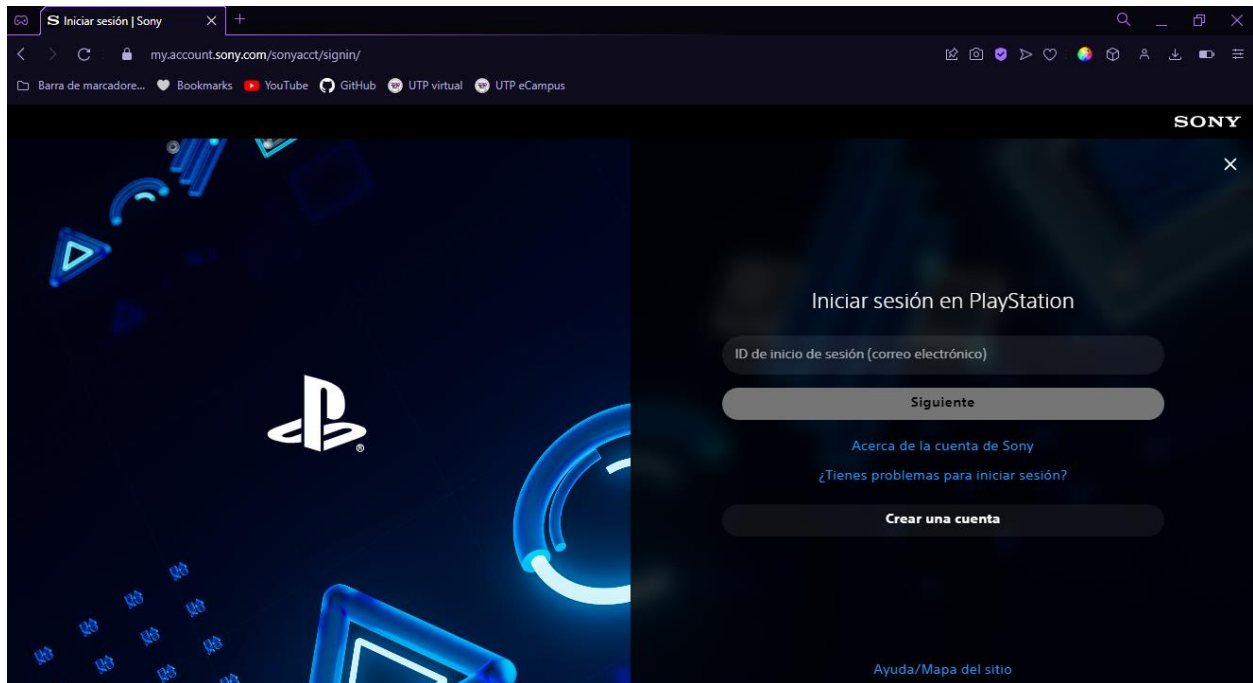 S Iniciar sesión | Sony
my.account.sony.com/sonyacct/signin/
Barra de marcadore... Bookmarks YouTube GitHub UTP virtual UTP eCampus
SONY
Iniciar sesión en PlayStation
ID de inicio de sesión (correo electrónico)
Siguiente
Acerca de la cuenta de Sony
¿Tienes problemas para iniciar sesión?
Crear una cuenta
Ayuda/Mapa del sitio